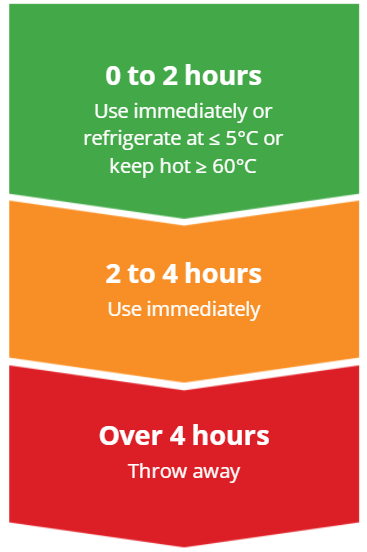 0 to 2 hours
Use immediately or
refrigerate at ≤ 5°C or
keep hot ≥ 60°C
2 to 4 hours
Use immediately
Over 4 hours
Throw away